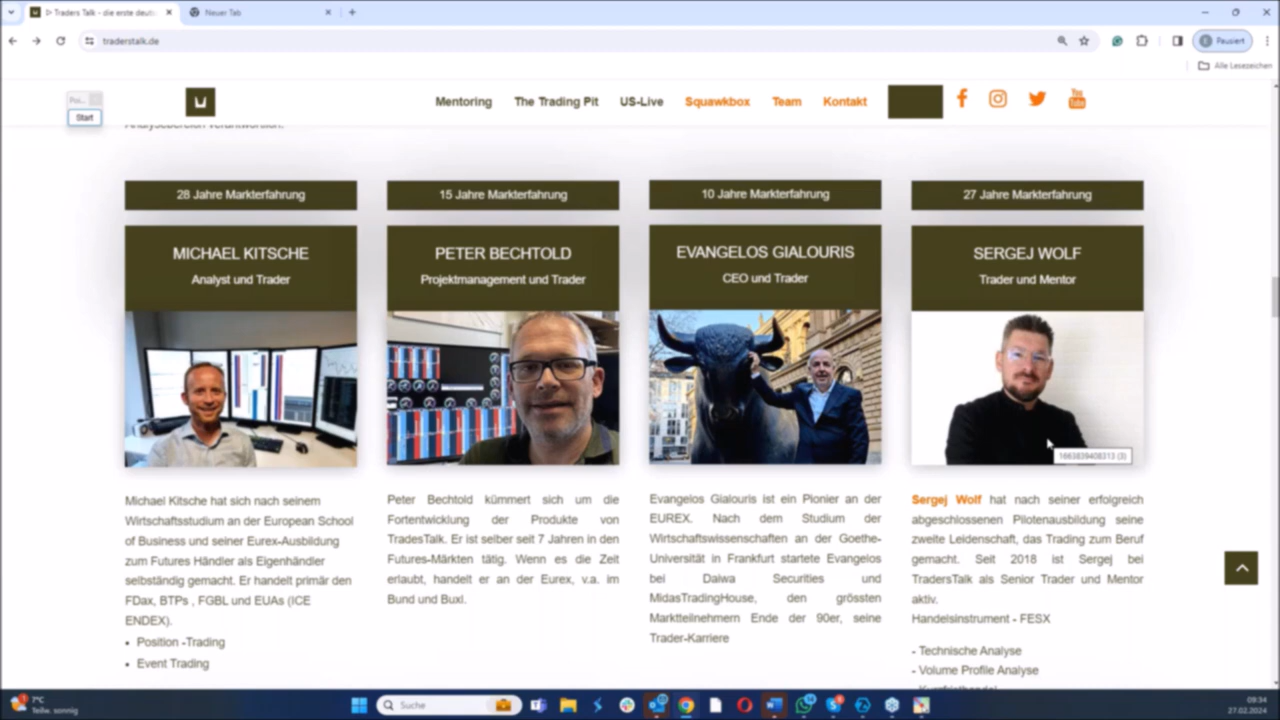 Traders Talk - die erste deuts
Neuer Tab
traderstalk.de
Pausiert
Alle Lesezeichen
Start
Mentoring
The Trading Pit
US-Live
Squawkbox
Team
Kontakt
You
Tube
28 Jahre Markterfahrung
MICHAEL KITSCHE
Analyst und Trader
Michael Kitsche hat sich nach seinem
Wirtschaftsstudium an der European School
of Business und seiner Eurex-Ausbildung
zum Futures Händler als Eigenhändler
selbständig gemacht. Er handelt primär den
FDax, BTPs , FGBL und EUAs (ICE
ENDEX).
• Position -Trading
• Event Trading
15 Jahre Markterfahrung
PETER BECHTOLD
Projektmanagement und Trader
Peter Bechtold kümmert sich um die
Fortentwicklung der Produkte von
TradesTalk. Er ist selber seit 7 Jahren in den
Futures-Märkten tätig. Wenn es die Zeit
erlaubt, handelt er an der Eurex, v.a. im
Bund und Buxl.
10 Jahre Markterfahrung
EVANGELOS GIALOURIS
CEO und Trader
Evangelos Gialouris ist ein Pionier an der
EUREX. Nach dem Studium der
Wirtschaftswissenschaften an der Goethe-
Universität in Frankfurt startete Evangelos
bei Daiwa Securities und
MidasTradingHouse, den grössten
Marktteilnehmern Ende der 90er, seine
Trader-Karriere
27 Jahre Markterfahrung
SERGEJ WOLF
Trader und Mentor
1663839408313 (3)
Sergej Wolf hat nach seiner erfolgreich
abgeschlossenen Pilotenausbildung seine
zweite Leidenschaft, das Trading zum Beruf
gemacht. Seit 2018 ist Sergej bei
TradersTalk als Senior Trader und Mentor
aktiv.
Handelsinstrument - FESX
- Technische Analyse
- Volume Profile Analyse
7°C
Teilw. sonnig
Suche
09:34
27.02.2024